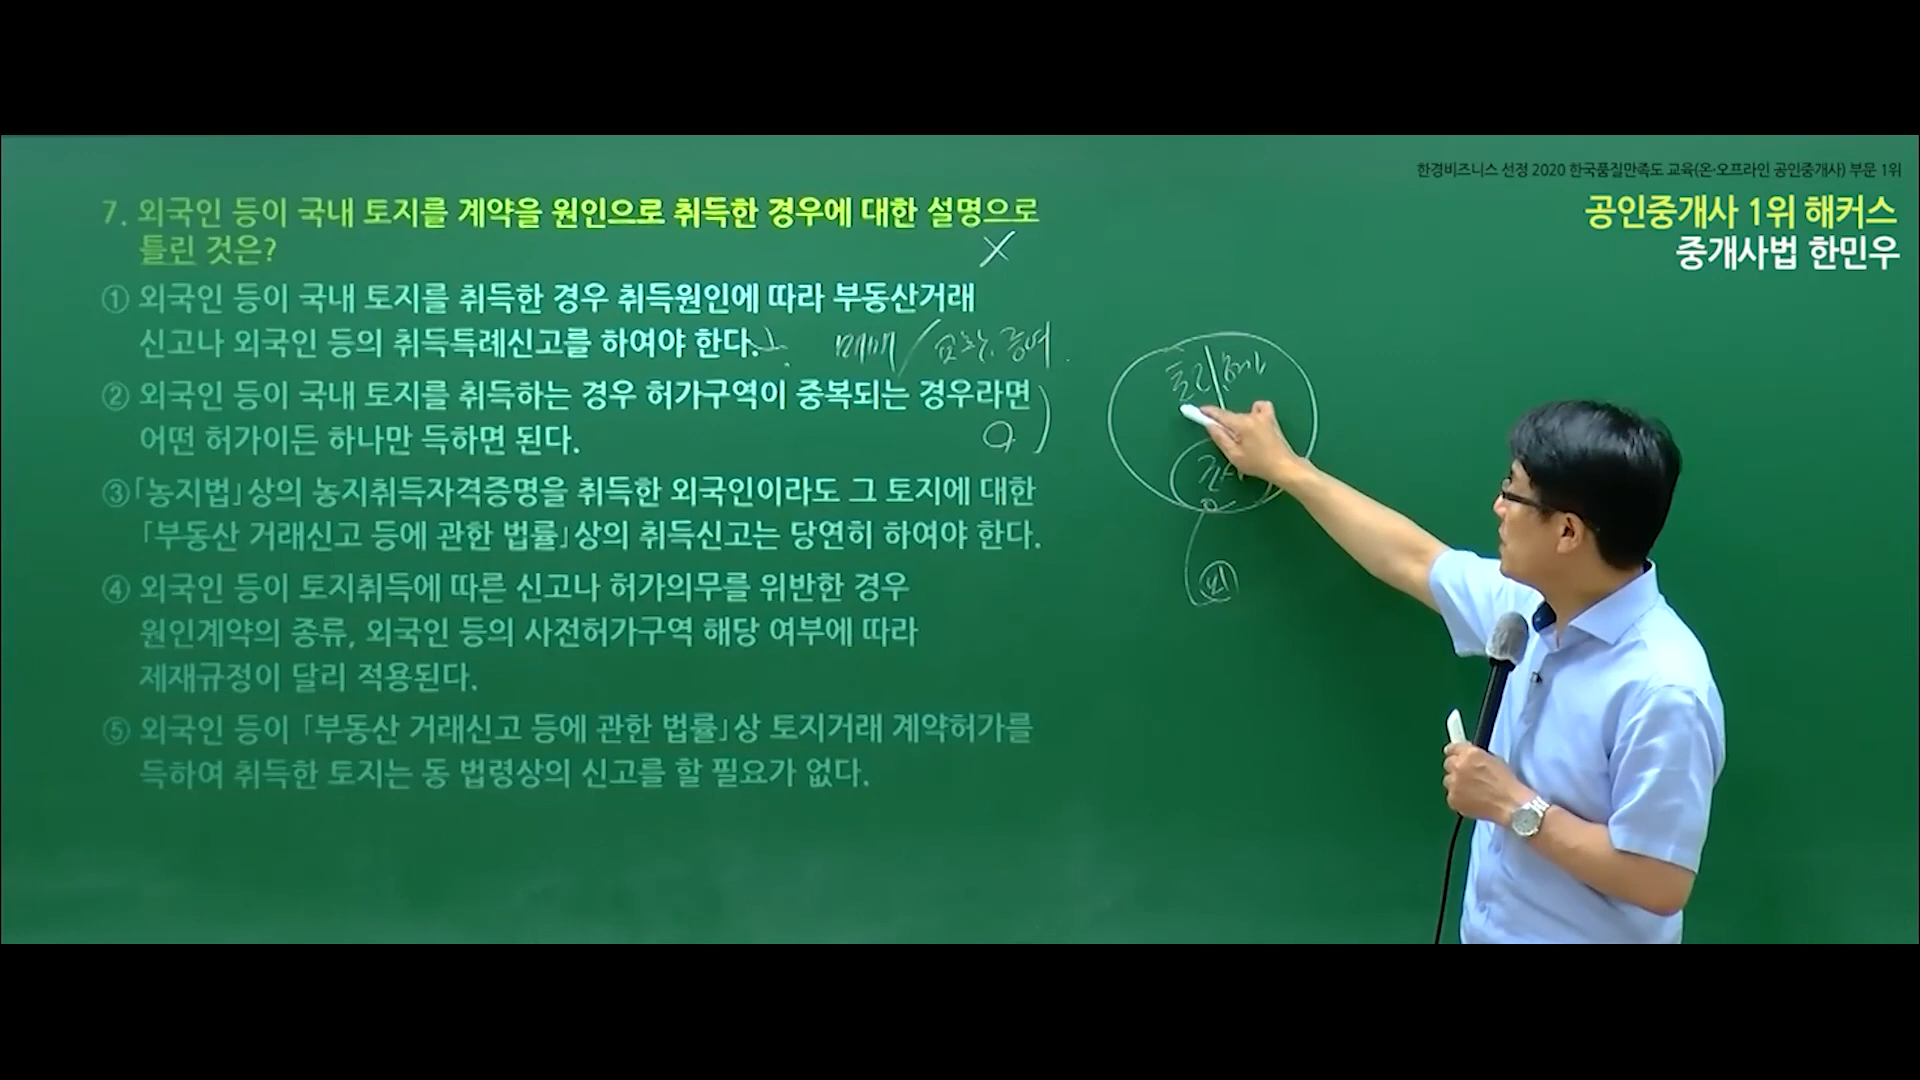 한경비즈니스 선정 2020 한국품질만족도 교육(온·오프라인 공인중개사) 부문 1위
공인중개사 1위 해커스
중개사법 한민우
7. 외국인 등이 국내 토지를 계약을 원인으로 취득한 경우에 대한 설명으로
틀린 것은?
X
① 외국인 등이 국내 토지를 취득한 경우 취득원인에 따라 부동산거래
신고나 외국인 등의 취득특례신고를 하여야 한다.
매매 / 교환, 증여
② 외국인 등이 국내 토지를 취득하는 경우 허가구역이 중복되는 경우라면
어떤 허가이든 하나만 득하면 된다.
③ 「농지법」상의 농지취득자격증명을 취득한 외국인이라도 그 토지에 대한
「부동산 거래신고 등에 관한 법률」상의 취득신고는 당연히 하여야 한다.
④ 외국인 등이 토지취득에 따른 신고나 허가의무를 위반한 경우
원인계약의 종류, 외국인 등의 사전허가구역 해당 여부에 따라
제재규정이 달리 적용된다.
⑤ 외국인 등이 「부동산 거래신고 등에 관한 법률」상 토지거래 계약허가를
득하여 취득한 토지는 동 법령상의 신고를 할 필요가 없다.
외